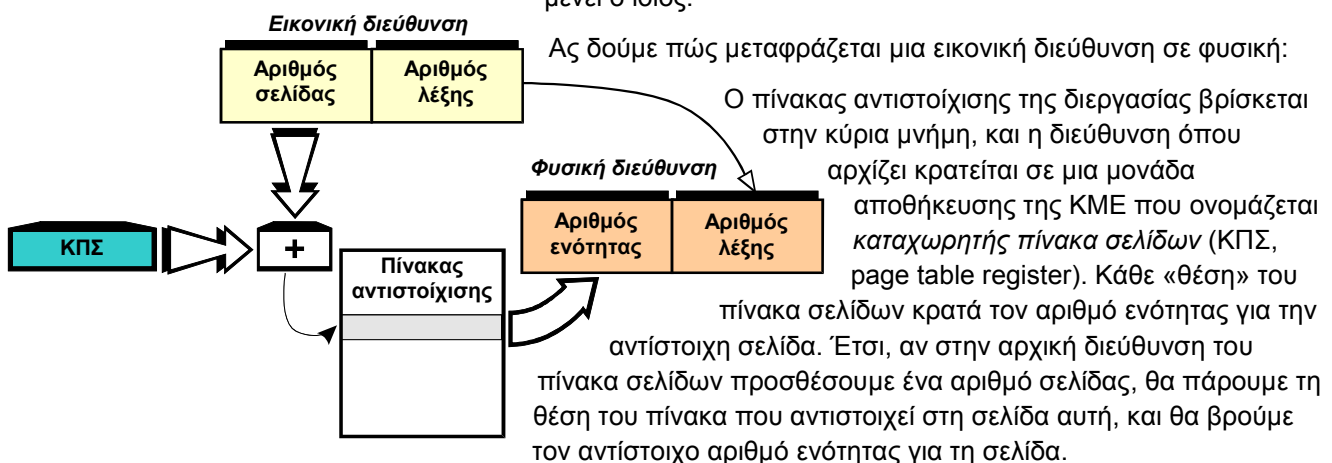 μένει ο ίδιος.
Εικονική διεύθυνση
Αριθμός σελίδας
Αριθμός λέξης
Ας δούμε πώς μεταφράζεται μια εικονική διεύθυνση σε φυσική:
Ο πίνακας αντιστοίχισης της διεργασίας βρίσκεται
στην κύρια μνήμη, και η διεύθυνση όπου
αρχίζει κρατείται σε μια μονάδα
αποθήκευσης της ΚΜΕ που ονομάζεται
καταχωρητής πίνακα σελίδων (ΚΠΣ,
page table register). Κάθε «θέση» του
πίνακα σελίδων κρατά τον αριθμό ενότητας για την
αντίστοιχη σελίδα. Έτσι, αν στην αρχική διεύθυνση του
πίνακα σελίδων προσθέσουμε ένα αριθμό σελίδας, θα πάρουμε τη
θέση του πίνακα που αντιστοιχεί στη σελίδα αυτή, και θα βρούμε
τον αντίστοιχο αριθμό ενότητας για τη σελίδα.
Φυσική διεύθυνση
Αριθμός ενότητας
Αριθμός λέξης
ΚΠΣ
+
Πίνακας αντιστοίχισης